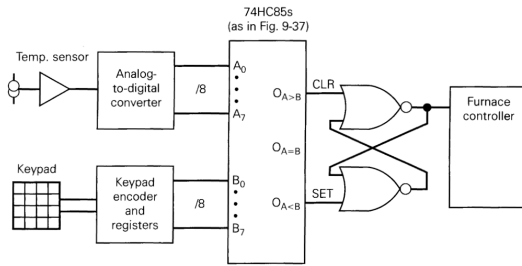 74HC85s
(as in Fig. 9-37)
Temp. sensor
Analog-
to-digital
converter
/8
A0
A7
OA>B
CLR
Furnace
controller
OA=B
Keypad
Keypad
encoder
and
registers
/8
B0
B7
OA<B
SET